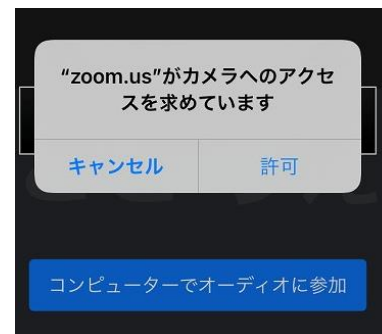 “zoom.us”がカメラへのアクセ
スを求めています
キャンセル
許可
コンピューターでオーディオに参加